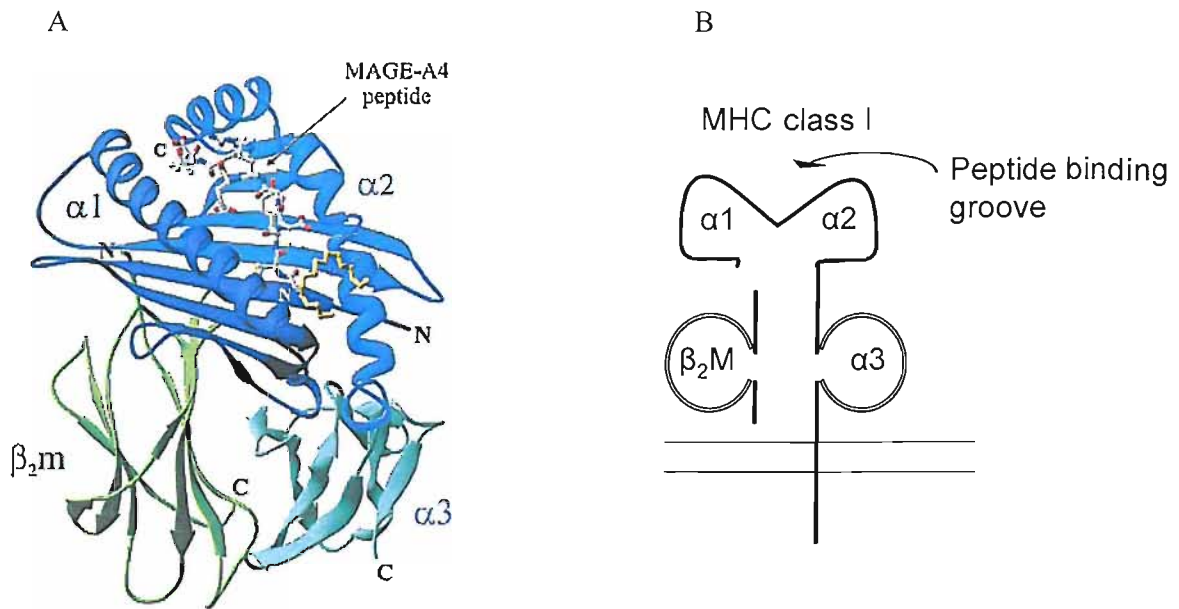 A
MAGE-A4
peptide
C
α1
α2
N
N
N
β₂m
C
α3
C
B
MHC class I
Peptide binding
groove
α1
α2
β₂M
α3